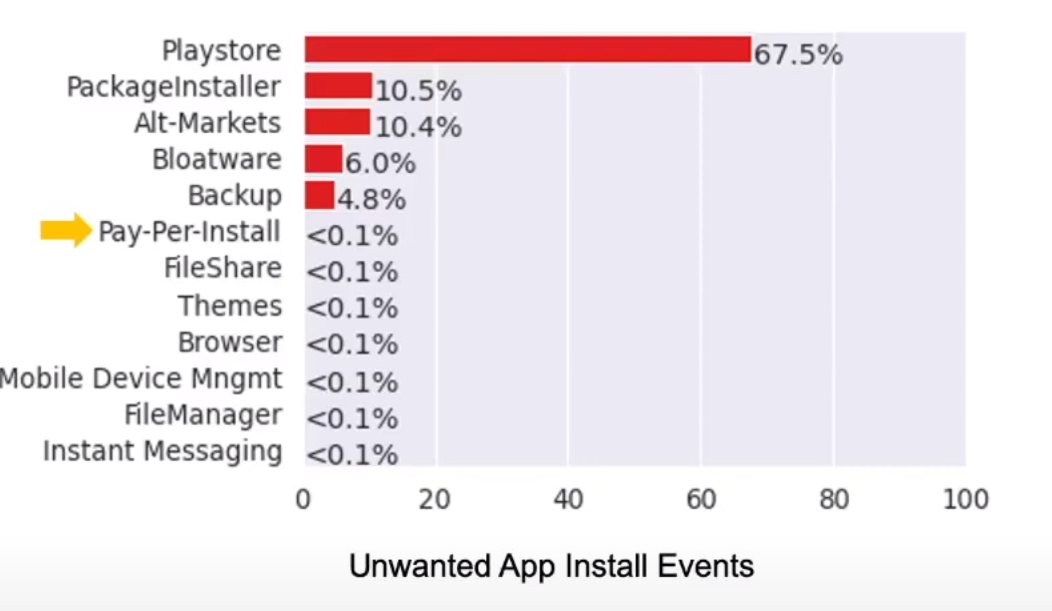 Playstore 67.5%
PackageInstaller 10.5%
Alt-Markets 10.4%
Bloatware 6.0%
Backup 4.8%
Pay-Per-Install <0.1%
FileShare <0.1%
Themes <0.1%
Browser <0.1%
Mobile Device Mngmt <0.1%
FileManager <0.1%
Instant Messaging <0.1%
0 20 40 60 80 100
Unwanted App Install Events